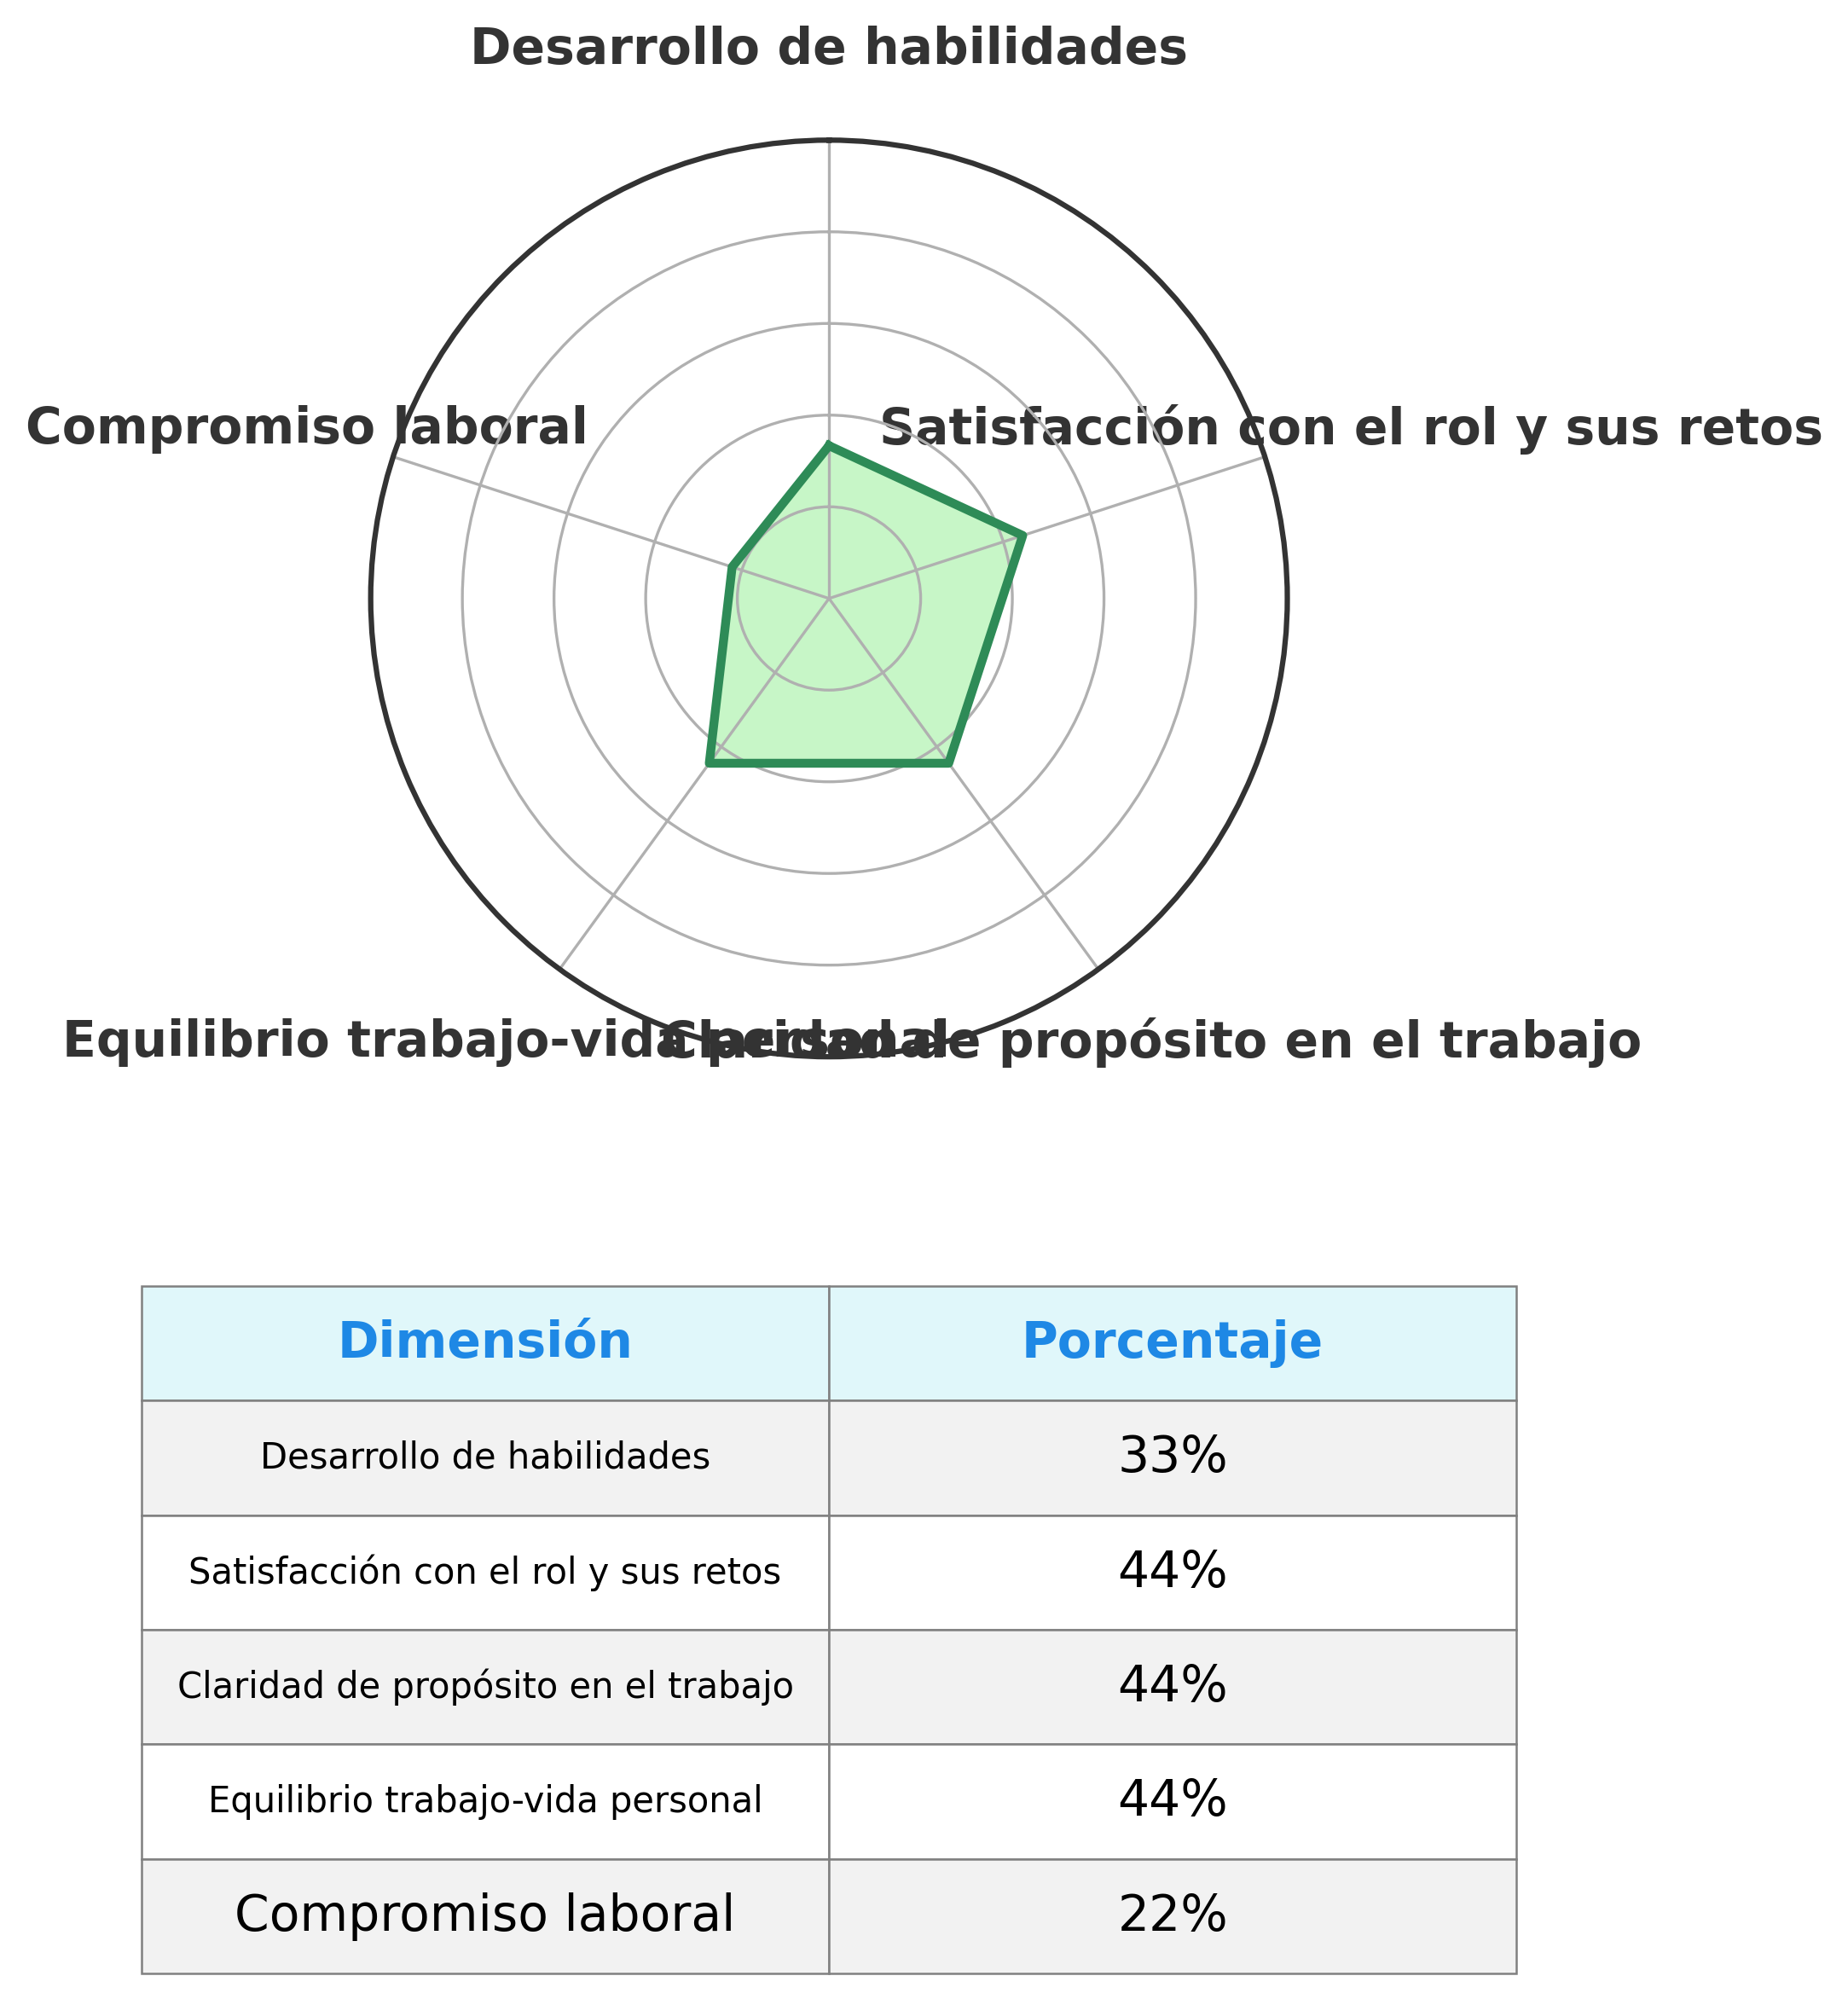 Desarrollo de habilidades
Compromiso laboral
Satisfacción con el rol y sus retos
Equilibrio trabajo-vida personal
Claridad de propósito en el trabajo
Dimensión Porcentaje
Desarrollo de habilidades 33%
Satisfacción con el rol y sus retos 44%
Claridad de propósito en el trabajo 44%
Equilibrio trabajo-vida personal 44%
Compromiso laboral 22%